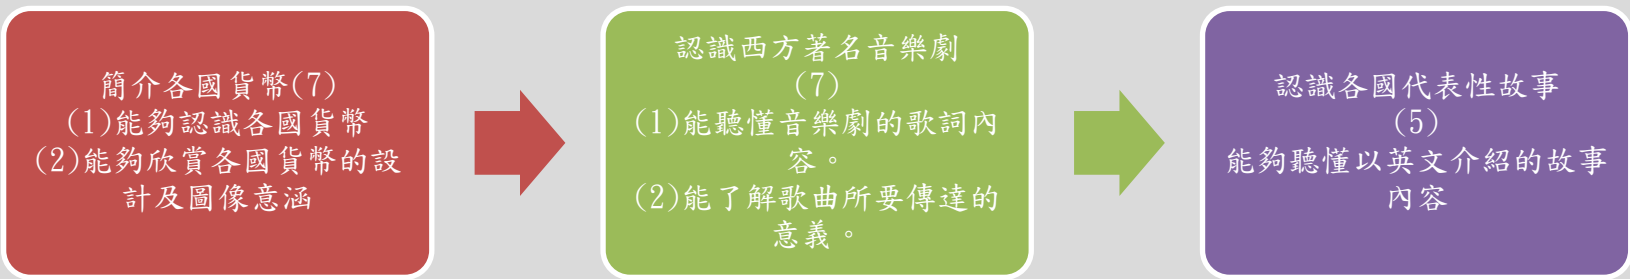 簡介各國貨幣(7)
(1)能夠認識各國貨幣
(2)能夠欣賞各國貨幣的設
計及圖像意涵
認識西方著名音樂劇
(7)
(1)能聽懂音樂劇的歌詞內
容。
(2)能了解歌曲所要傳達的
意義。
認識各國代表性故事
(5)
能夠聽懂以英文介紹的故事
內容